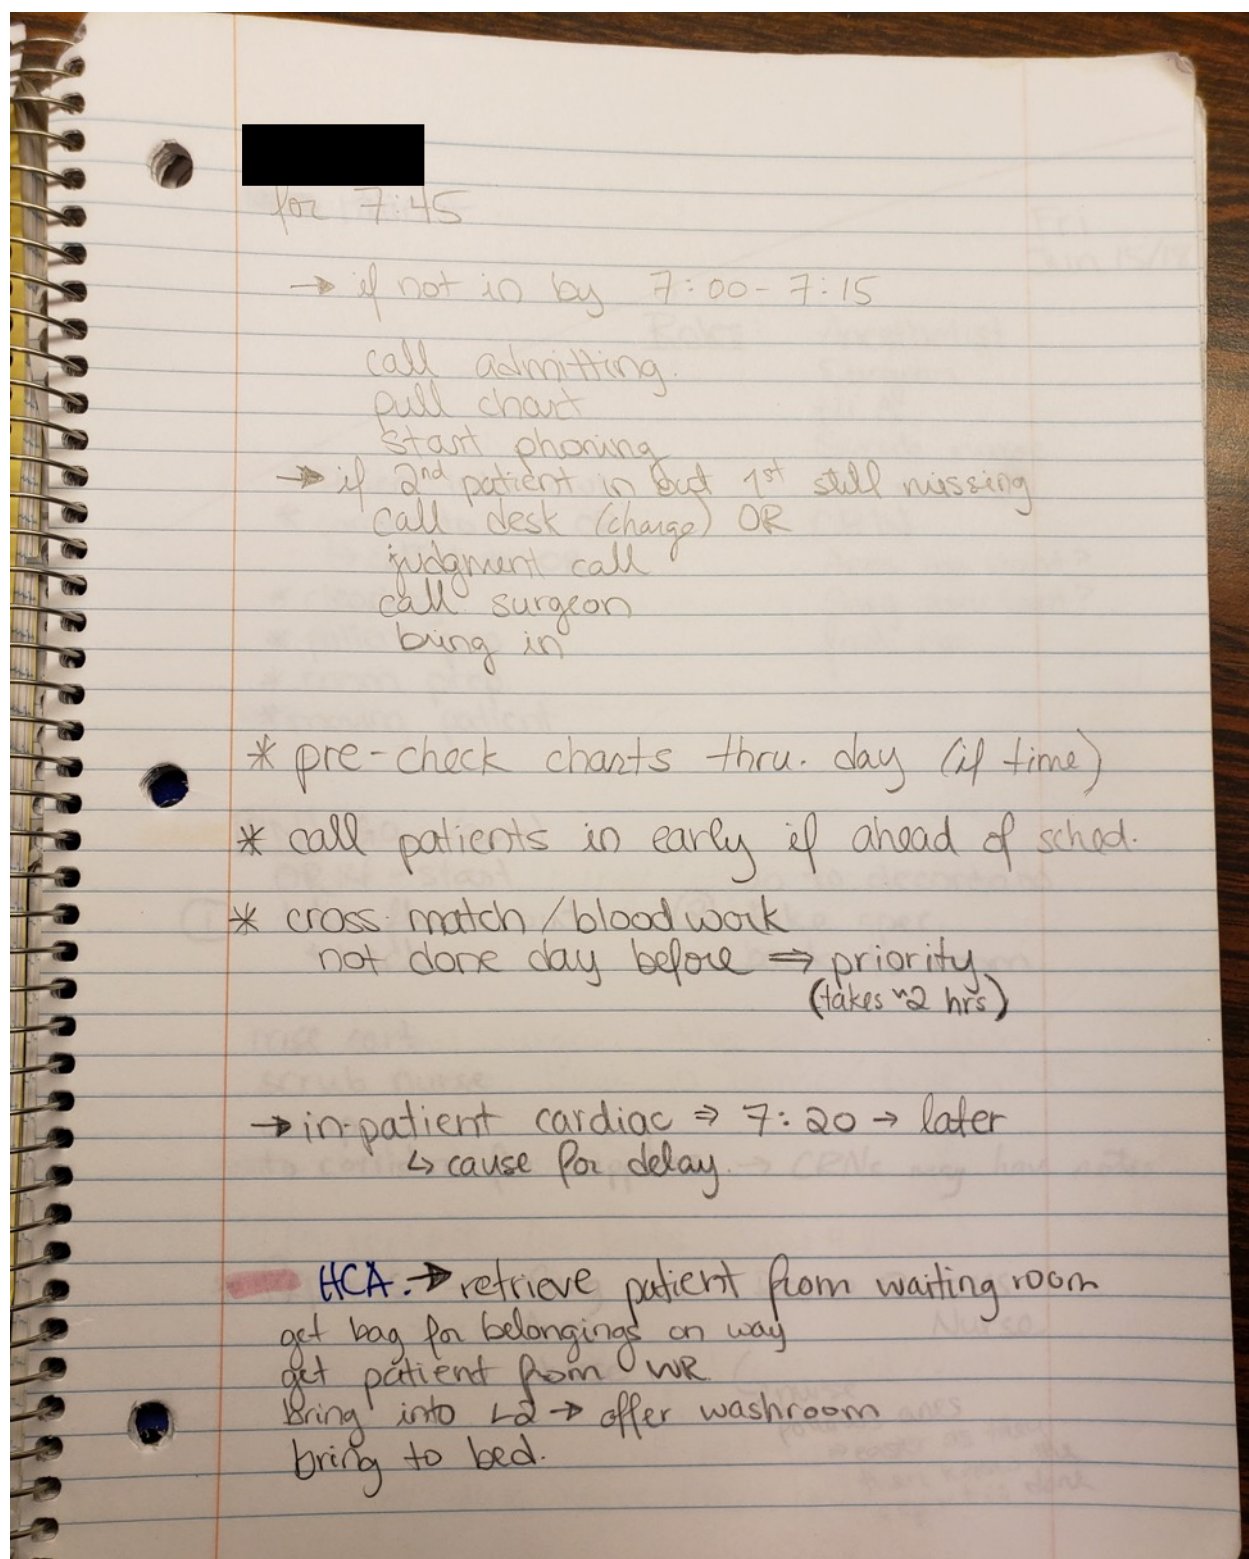 for 7:45
→ if not in by 7:00 - 7:15
call admitting.
pull chart
start phoning
→ if 2nd patient in but 1st still missing
call desk (charge) OR
judgment call
call surgeon
bring in
* pre-check charts thru. day (if time)
* call patients in early if ahead of sched.
* cross match / bloodwork
not done day before ⇒ priority
(takes ~2 hrs)
→ in-patient cardiac ⇒ 7:20 → later
↳ cause for delay.
HCA. → retrieve patient from waiting room
get bag for belongings on way
get patient from WR
bring into L2 → offer washroom
bring to bed.